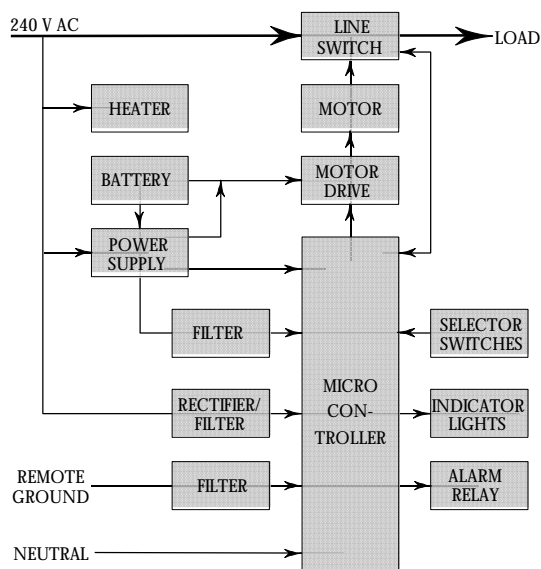 240 V AC
LINE
SWITCH
LOAD
HEATER
MOTOR
BATTERY
MOTOR
DRIVE
POWER
SUPPLY
FILTER
SELECTOR
SWITCHES
MICRO
CON-
TROLLER
RECTIFIER/
FILTER
INDICATOR
LIGHTS
REMOTE
GROUND
FILTER
ALARM
RELAY
NEUTRAL